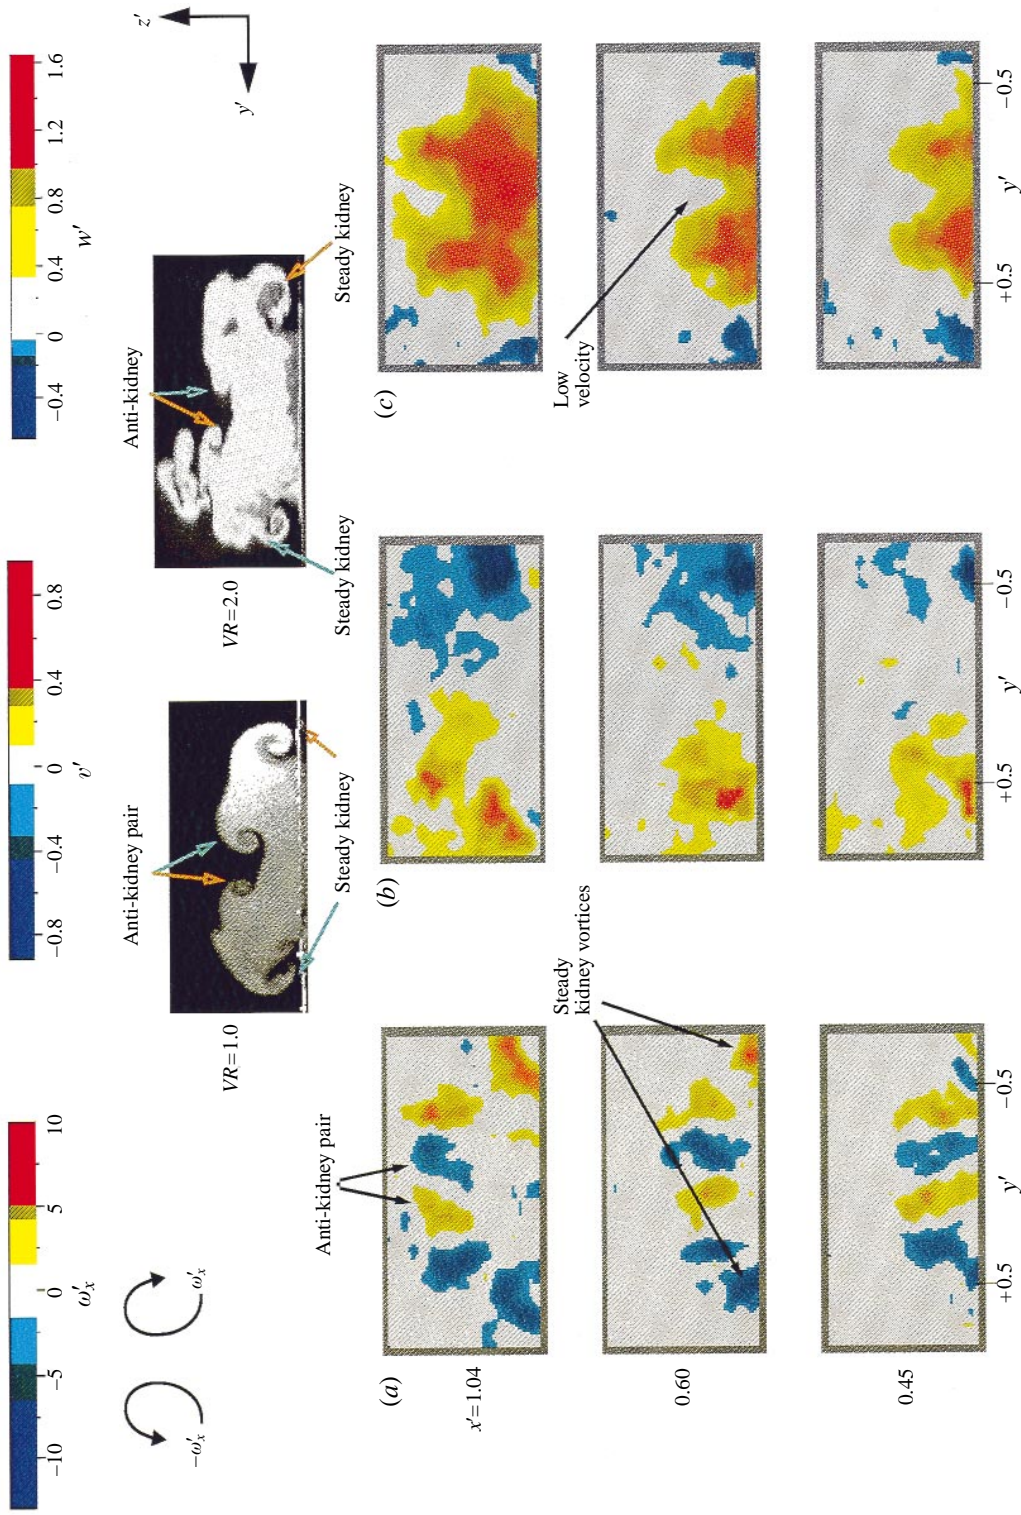 −10
−5
0
5
10
ω′x
−0.8
−0.4
0
0.4
0.8
v′
−0.4
0
0.4
0.8
1.2
1.6
w′
−ω′x
ω′x
z′
y′
Anti-kidney pair
VR=1.0
Steady kidney
Anti-kidney
VR=2.0
Steady kidney
Steady kidney
(a)
x′=1.04
Anti-kidney pair
0.60
Steady
kidney vortices
0.45
+0.5
y′
−0.5
(b)
+0.5
y′
−0.5
(c)
Low
velocity
+0.5
y′
−0.5